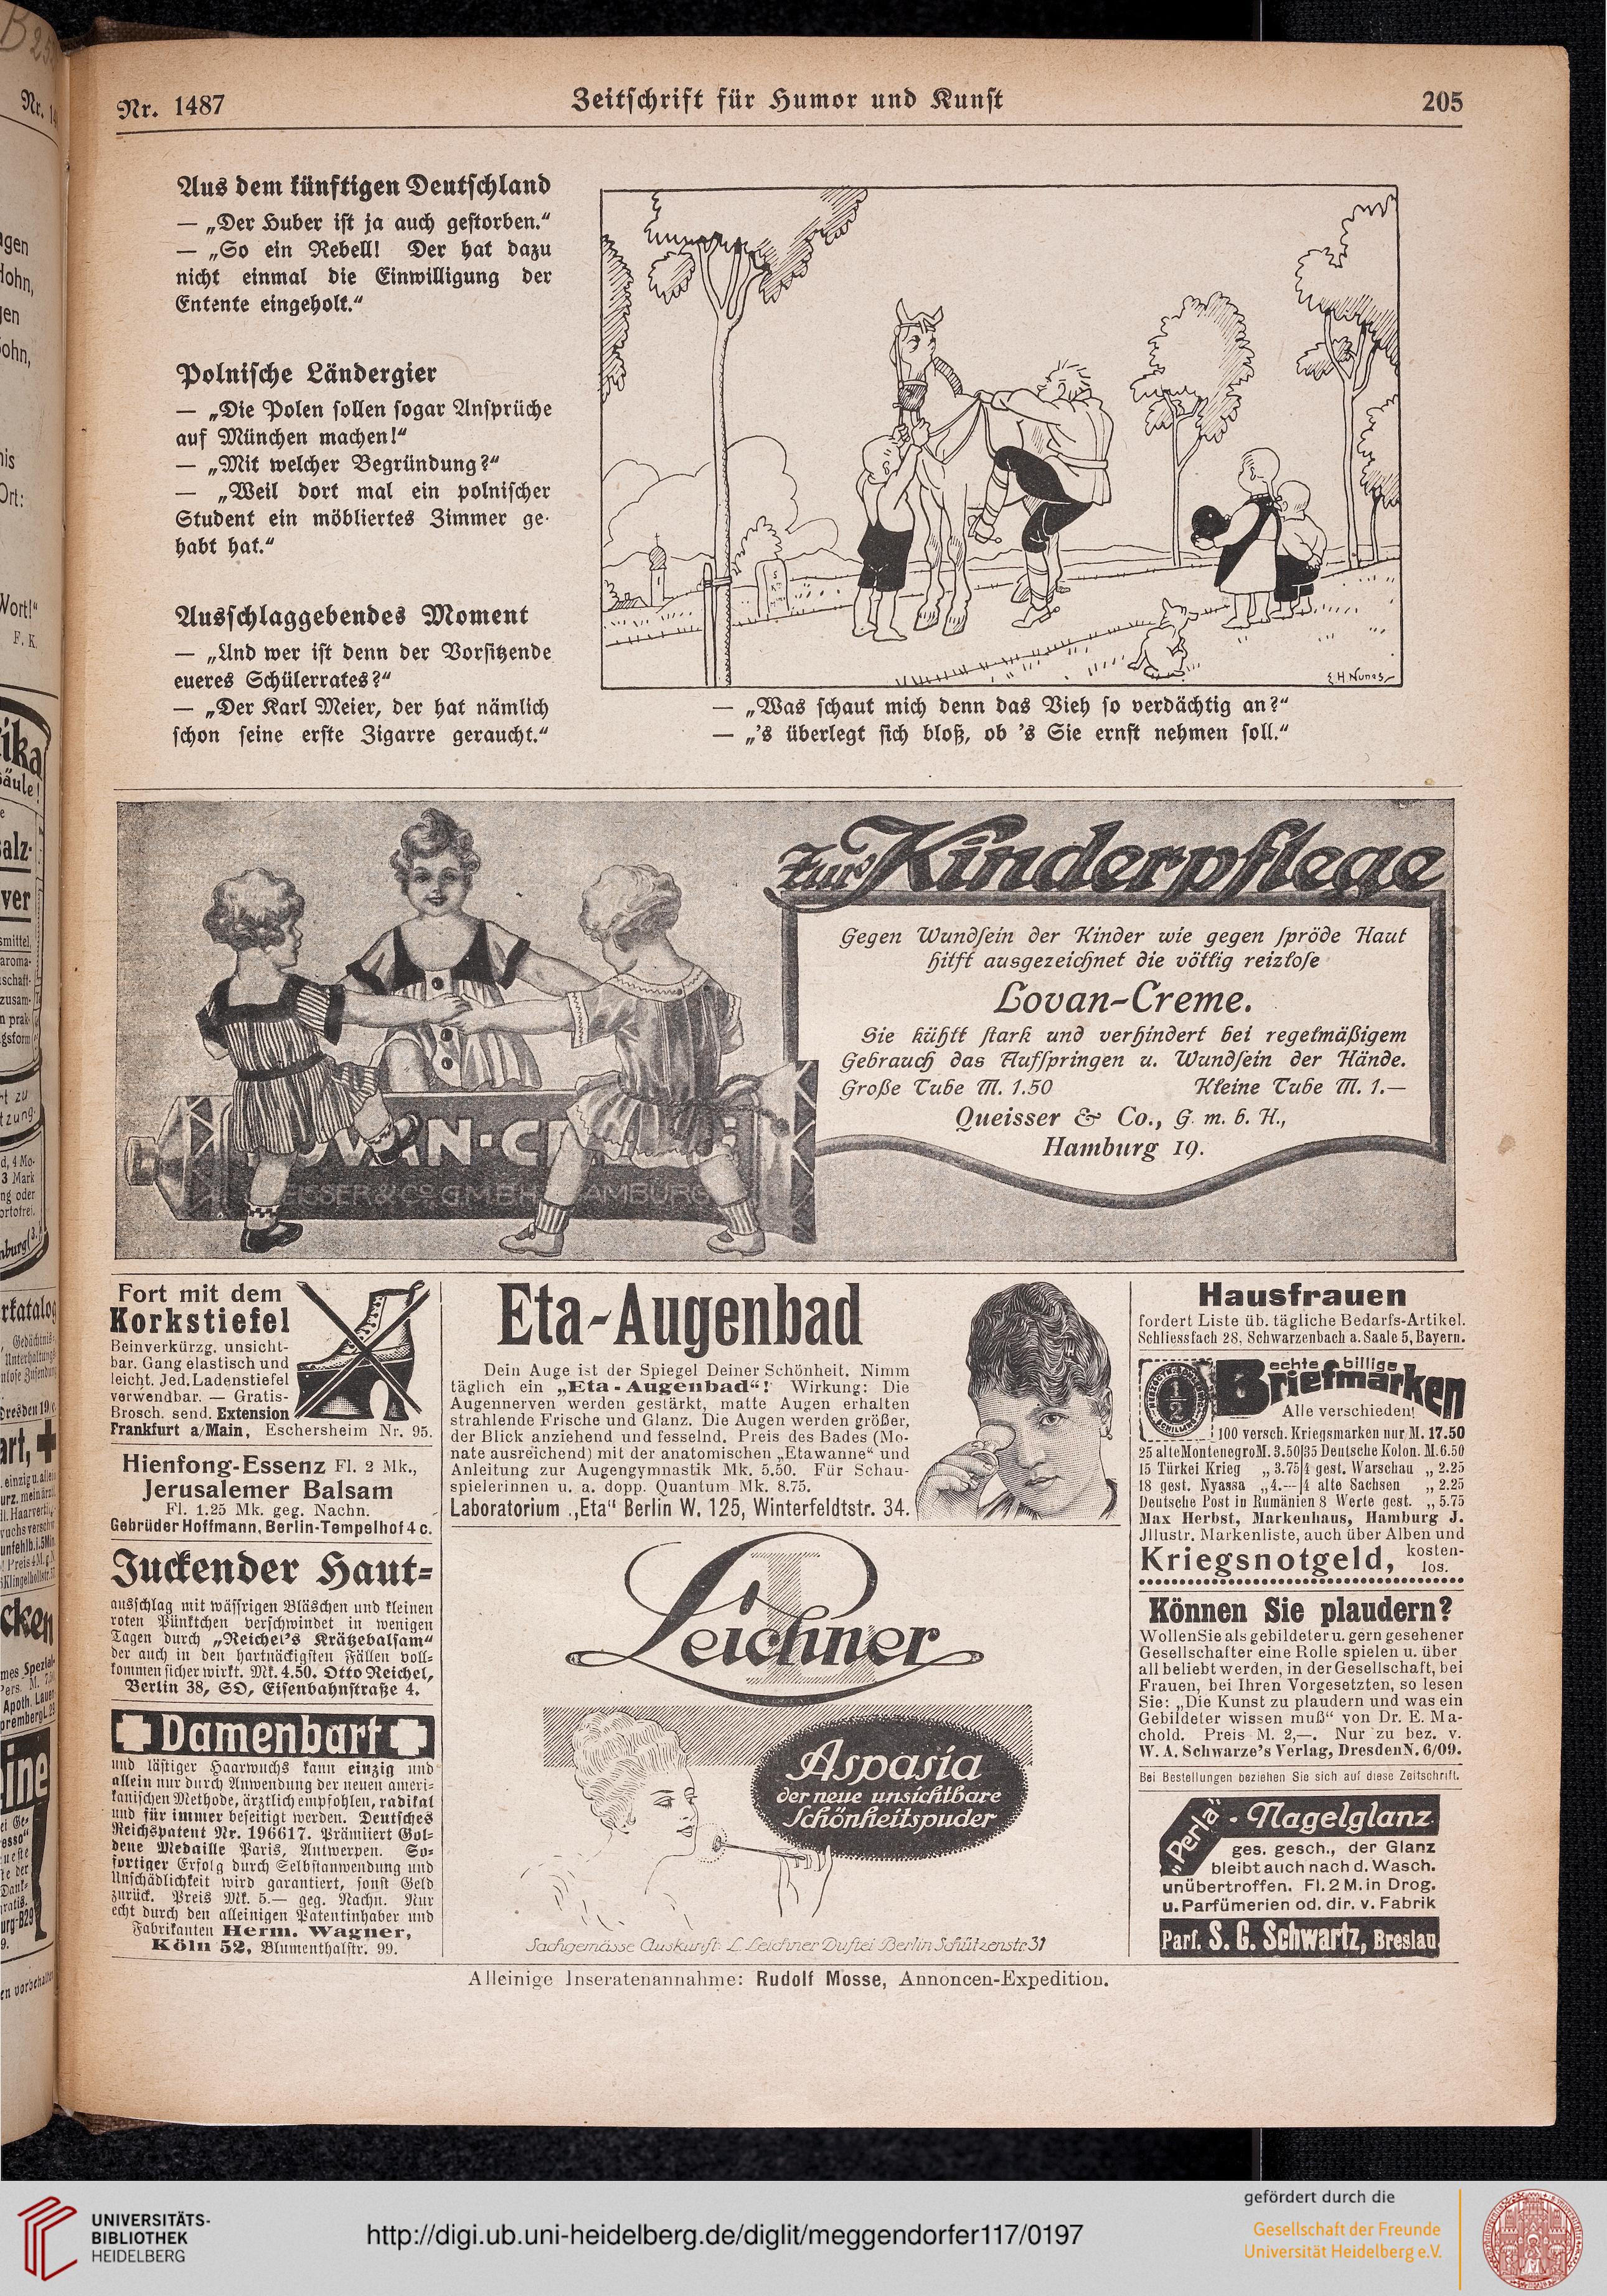 Nr. 1487
Zeitschrift für Humor und Kunst
205
Aus dem künftigen Deutschland
— „Der Huber ist ja auch gestorben.“
— „So ein Rebell! Der hat dazu
nicht einmal die Einwilligung der
Entente eingeholt.“
Polnische Ländergier
— „Die Polen sollen sogar Ansprüche
auf München machen!“
— „Mit welcher Begründung?“
— „Weil dort mal ein polnischer
Student ein möbliertes Zimmer ge-
habt hat.“
Ausschlaggebendes Moment
— „Und wer ist denn der Vorsitzende
eueres Schülerrates?“
— „Der Karl Meier, der hat nämlich
schon seine erste Zigarre geraucht.“
— „Was schaut mich denn das Vieh so verdächtig an?“
— „'s überlegt sich bloß, ob 's Sie ernst nehmen soll.“
Zur Kinderpflege
Gegen Wundsein der Kinder wie gegen spröde Haut
hilft ausgezeichnet die völlig reizlose
Lovan-Creme.
Sie kühlt stark und verhindert bei regelmäßigem
Gebrauch das Aufspringen u. Wundsein der Hände.
Große Tube M. 1.50 Kleine Tube M. 1.—
Queisser & Co., G. m. b. H.,
Hamburg 19.
Fort mit dem
Korkstiefel
Beinverkürzg. unsicht-
bar. Gang elastisch und
leicht. Jed. Ladenstiefel
verwendbar. — Gratis-
Brosch. send. Extension
Frankfurt a/Main, Eschersheim Nr. 95.
Hienfong-Essenz Fl. 2 Mk.,
Jerusalemer Balsam
Fl. 1.25 Mk. geg. Nachn.
Gebrüder Hoffmann, Berlin-Tempelhof 4 c.
Juckender Haut-
ausschlag mit wässrigen Bläschen und kleinen
roten Pünktchen verschwindet in wenigen
Tagen durch „Reichel's Krätzebalsam“
der auch in den hartnäckigsten Fällen voll-
kommen sicher wirkt. Mk. 4.50. Otto Reichel,
Berlin 38, SO, Eisenbahnstraße 4.
Damenbart
und lästiger Haarwuchs kann einzig und
allein nur durch Anwendung der neuen ameri-
kanischen Methode, ärztlich empfohlen, radikal
und für immer beseitigt werden. Deutsches
Reichspatent Nr. 196617. Prämiiert Gol-
dene Medaille Paris, Antwerpen. So-
fortiger Erfolg durch Selbstanwendung und
Unschädlichkeit wird garantiert, sonst Geld
zurück. Preis Mk. 5.— geg. Nachn. Nur
echt durch den alleinigen Patentinhaber und
Fabrikanten Herm. Wagner,
Köln 52, Blumenthalstr. 99.
Eta-Augenbad
Dein Auge ist der Spiegel Deiner Schönheit. Nimm
täglich ein „Eta-Augenbad“! Wirkung: Die
Augennerven werden gestärkt, matte Augen erhalten
strahlende Frische und Glanz. Die Augen werden größer,
der Blick anziehend und fesselnd. Preis des Bades (Mo-
nate ausreichend) mit der anatomischen „Etawanne“ und
Anleitung zur Augengymnastik Mk. 5.50. Für Schau-
spielerinnen u. a. dopp. Quantum Mk. 8.75.
Laboratorium „Eta“ Berlin W. 125, Winterfeldtstr. 34.
Leichner
Aspasia
der neue unsichtbare
Schönheitspuder
Sachgemässe Auskunft: L. Leichner Duftei Berlin Schützenstr 31
Hausfrauen
fordert Liste üb. tägliche Bedarfs-Artikel.
Schliessfach 28, Schwarzenbach a. Saale 5, Bayern.
echte billige
Briefmarken
Alle verschieden!
100 versch. Kriegsmarken nur M. 17.50
25 alte Montenegro M. 3.50 | 35 Deutsche Kolon. M. 6.50
15 Türkei Krieg „ 3.75 | 4 gest. Warschau „ 2.25
18 gest. Nyassa „ 4.— | 4 alte Sachsen „ 2.25
Deutsche Post in Rumänien 8 Werte gest. „ 5.75
Max Herbst, Markenhaus, Hamburg J.
Jllustr. Markenliste, auch über Alben und
Kriegsnotgeld, kosten-
los.
Können Sie plaudern?
Wollen Sie als gebildeter u. gern gesehener
Gesellschafter eine Rolle spielen u. über
all beliebt werden, in der Gesellschaft, bei
Frauen, bei Ihren Vorgesetzten, so lesen
Sie: „Die Kunst zu plaudern und was ein
Gebildeter wissen muß“ von Dr. E. Ma-
chold. Preis M. 2,—. Nur zu bez. v.
W. A. Schwarze's Verlag, Dresden N. 6/09.
Bei Bestellungen beziehen Sie sich auf diese Zeitschrift.
„Perla“-Nagelglanz
ges. gesch., der Glanz
bleibt auch nach d. Wasch.
unübertroffen. Fl. 2 M. in Drog.
u. Parfümerien od. dir. v. Fabrik
Parf. S. G. Schwartz, Breslau
Alleinige Inseratenannahme: Rudolf Mosse, Annoncen-Expedition.
UNIVERSITÄTS-
BIBLIOTHEK
HEIDELBERG
http://digi.ub.uni-heidelberg.de/diglit/meggendorfer117/0197
gefördert durch die
Gesellschaft der Freunde
Universität Heidelberg e.V.